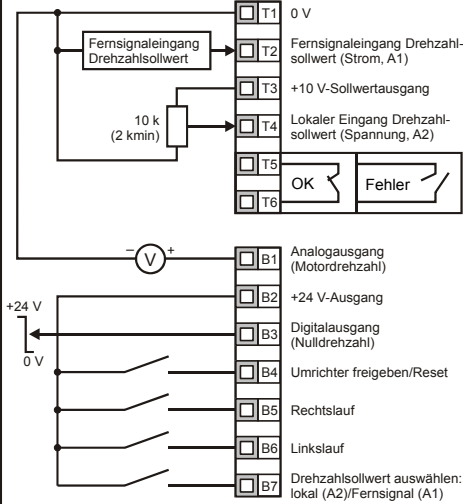 T1 0 V
Fernsignaleingang
Drehzahlsollwert
T2 Fernsignaleingang Drehzahl-
sollwert (Strom, A1)
T3 +10 V-Sollwertausgang
10 k
(2 kmin)
T4 Lokaler Eingang Drehzahl-
sollwert (Spannung, A2)
T5
OK Fehler
T6
– V +
B1 Analogausgang
(Motordrehzahl)
B2 +24 V-Ausgang
+24 V
0 V
B3 Digitalausgang
(Nulldrehzahl)
B4 Umrichter freigeben/Reset
B5 Rechtslauf
B6 Linkslauf
B7 Drehzahlsollwert auswählen:
lokal (A2)/Fernsignal (A1)